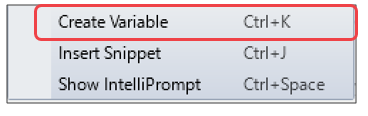 Create Variable Ctrl+K
Insert Snippet Ctrl+J
Show IntelliPrompt Ctrl+Space